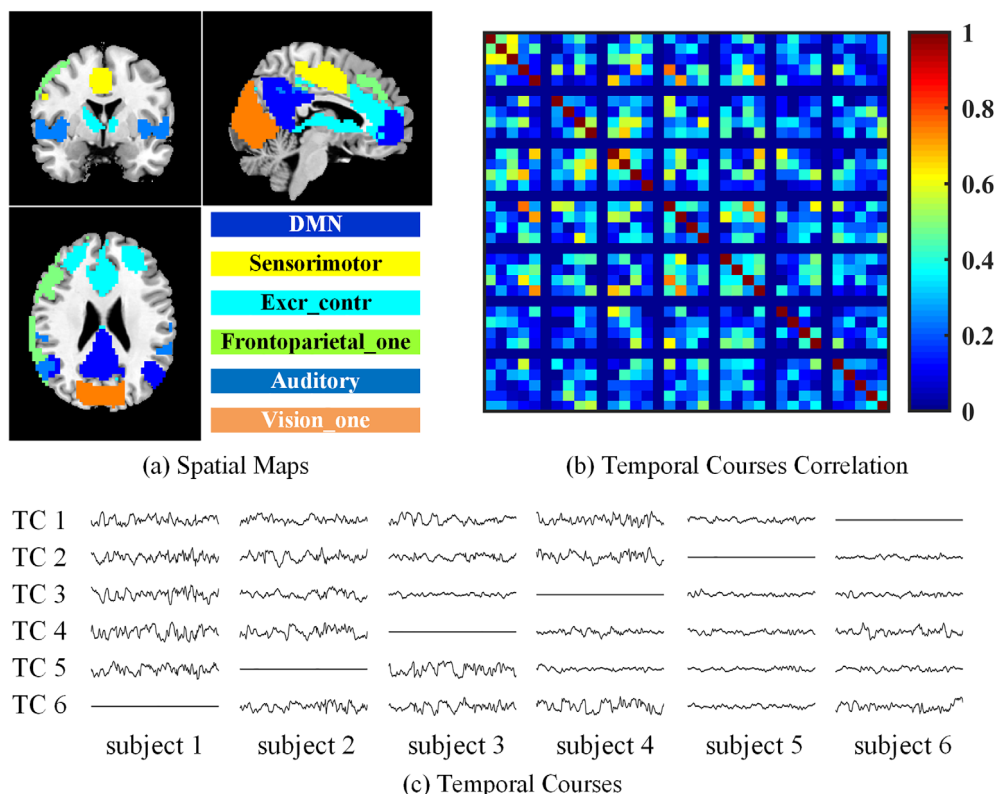 DMN
Sensorimotor
Excr_contr
Frontoparietal_one
Auditory
Vision_one
(a) Spatial Maps
1
0.8
0.6
0.4
0.2
0
(b) Temporal Courses Correlation
TC 1
TC 2
TC 3
TC 4
TC 5
TC 6
subject 1 subject 2 subject 3 subject 4 subject 5 subject 6
(c) Temporal Courses